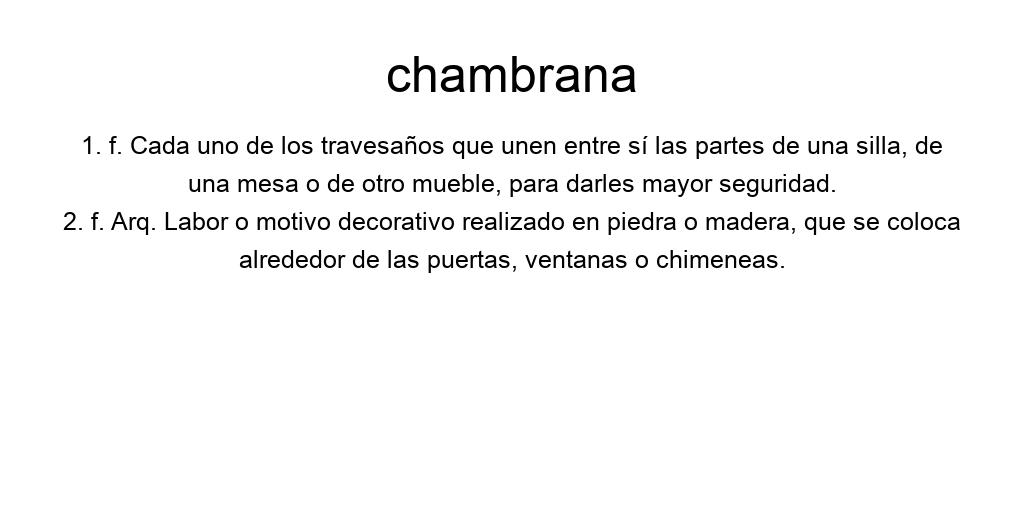 chambrana
1. f. Cada uno de los travesaños que unen entre sí las partes de una silla, de
una mesa o de otro mueble, para darles mayor seguridad.
2. f. Arq. Labor o motivo decorativo realizado en piedra o madera, que se coloca
alrededor de las puertas, ventanas o chimeneas.